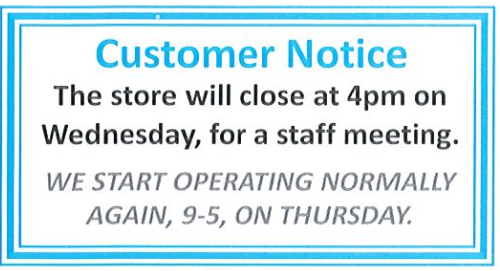 Customer Notice
The store will close at 4pm on
Wednesday, for a staff meeting.
WE START OPERATING NORMALLY
AGAIN, 9-5, ON THURSDAY.